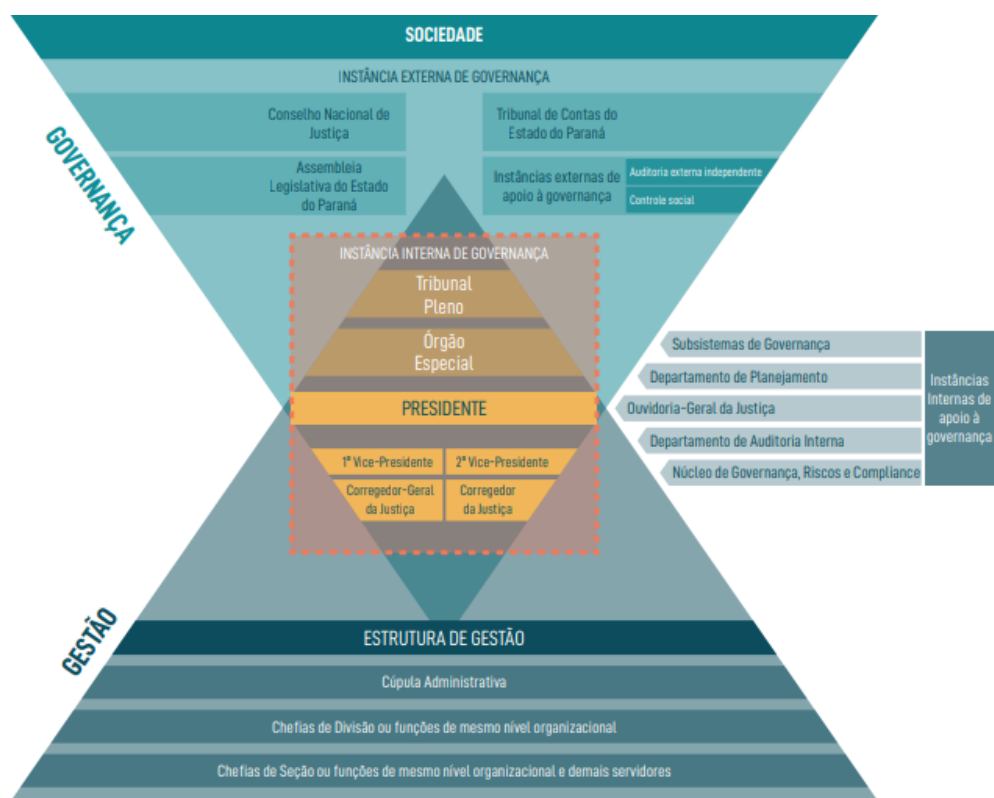 SOCIEDADE
INSTÂNCIA EXTERNA DE GOVERNANÇA
Conselho Nacional de
Justiça
Tribunal de Contas do
Estado do Paraná
Assembleia
Legislativa do Estado
do Paraná
Instâncias externas de
apoio à governança
Auditoria externa independente
Controle social
GOVERNANÇA
INSTÂNCIA INTERNA DE GOVERNANÇA
Tribunal
Pleno
Órgão
Especial
PRESIDENTE
1ª Vice-Presidente
2ª Vice-Presidente
Corregedor-Geral
da Justiça
Corregedor
da Justiça
Subsistemas de Governança
Departamento de Planejamento
Ouvidoria-Geral da Justiça
Departamento de Auditoria Interna
Núcleo de Governança, Riscos e Compliance
Instâncias
Internas de
apoio à
governança
GESTÃO
ESTRUTURA DE GESTÃO
Cúpula Administrativa
Chefias de Divisão ou funções de mesmo nível organizacional
Chefias de Seção ou funções de mesmo nível organizacional e demais servidores